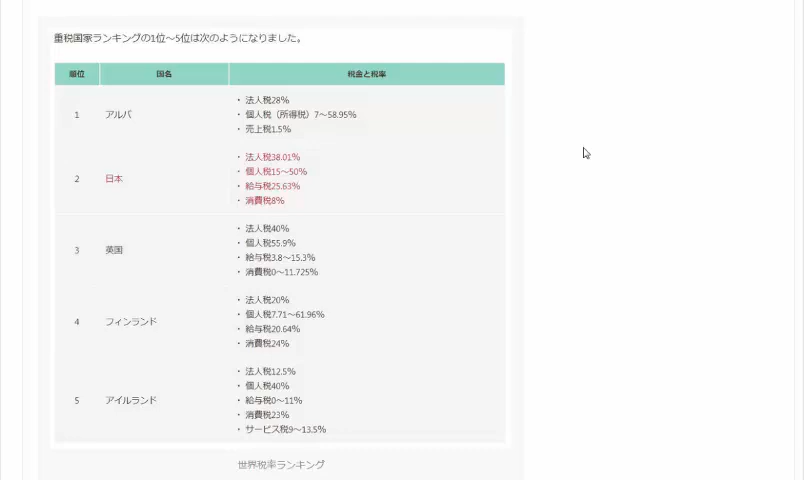 重税国家ランキングの1位～5位は次のようになりました。
順位 国名 税金と税率
1 アルバ
・ 法人税28%
・ 個人税（所得税）7～58.95%
・ 売上税1.5%
2 日本
・ 法人税38.01%
・ 個人税15～50%
・ 給与税25.63%
・ 消費税8%
3 英国
・ 法人税40%
・ 個人税55.9%
・ 給与税3.8～15.3%
・ 消費税0～11.725%
4 フィンランド
・ 法人税20%
・ 個人税7.71～61.96%
・ 給与税20.64%
・ 消費税24%
5 アイルランド
・ 法人税12.5%
・ 個人税40%
・ 給与税0～11%
・ 消費税23%
・ サービス税9～13.5%
世界税率ランキング